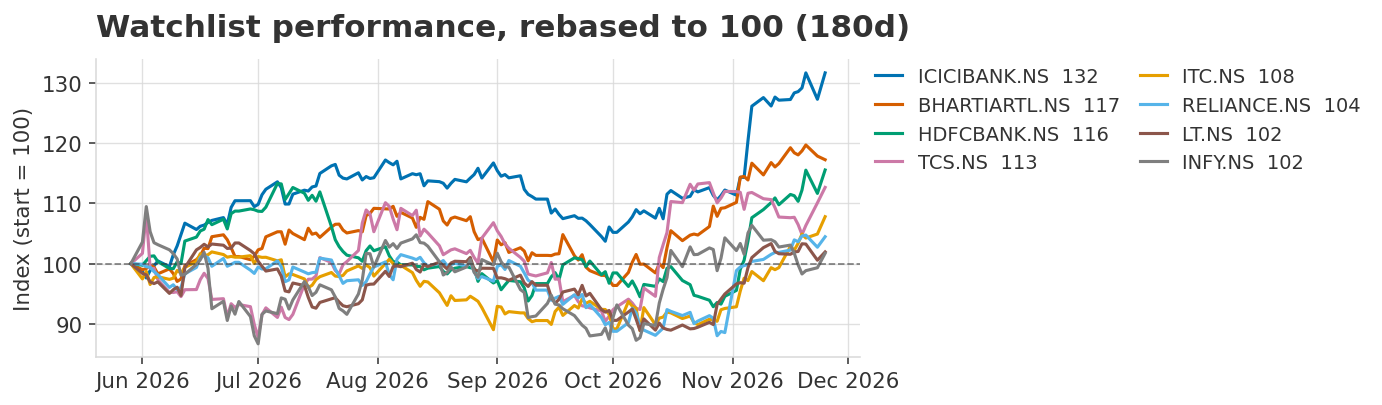 Watchlist performance, rebased to 100 (180d)
Index (start = 100)
130
120
110
100
90
Jun 2026 Jul 2026 Aug 2026 Sep 2026 Oct 2026 Nov 2026 Dec 2026
ICICIBANK.NS 132
BHARTIARTL.NS 117
HDFCBANK.NS 116
TCS.NS 113
ITC.NS 108
RELIANCE.NS 104
LT.NS 102
INFY.NS 102